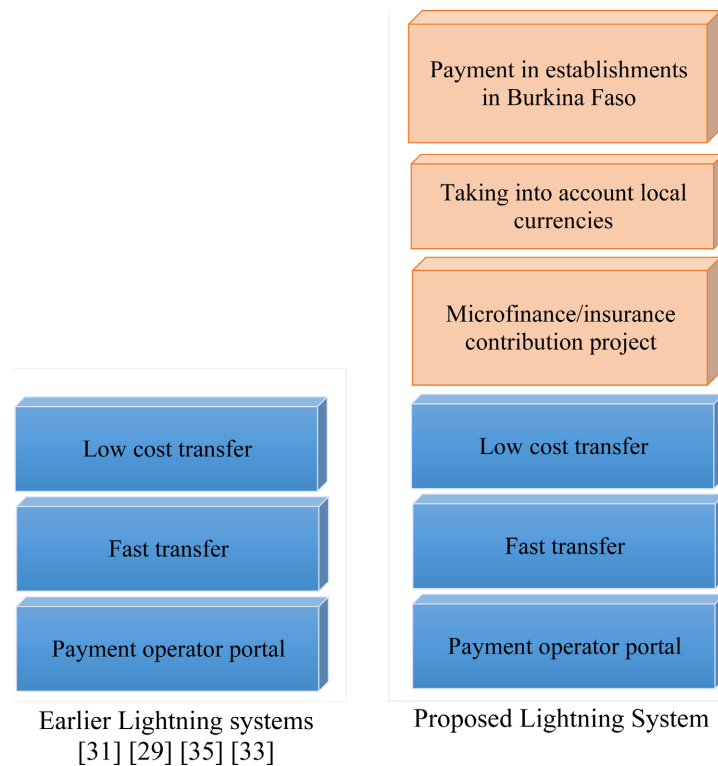 Payment in establishments
in Burkina Faso
Taking into account local
currencies
Microfinance/insurance
contribution project
Low cost transfer
Fast transfer
Payment operator portal
Earlier Lightning systems
[31] [29] [35] [33]
Low cost transfer
Fast transfer
Payment operator portal
Proposed Lightning System